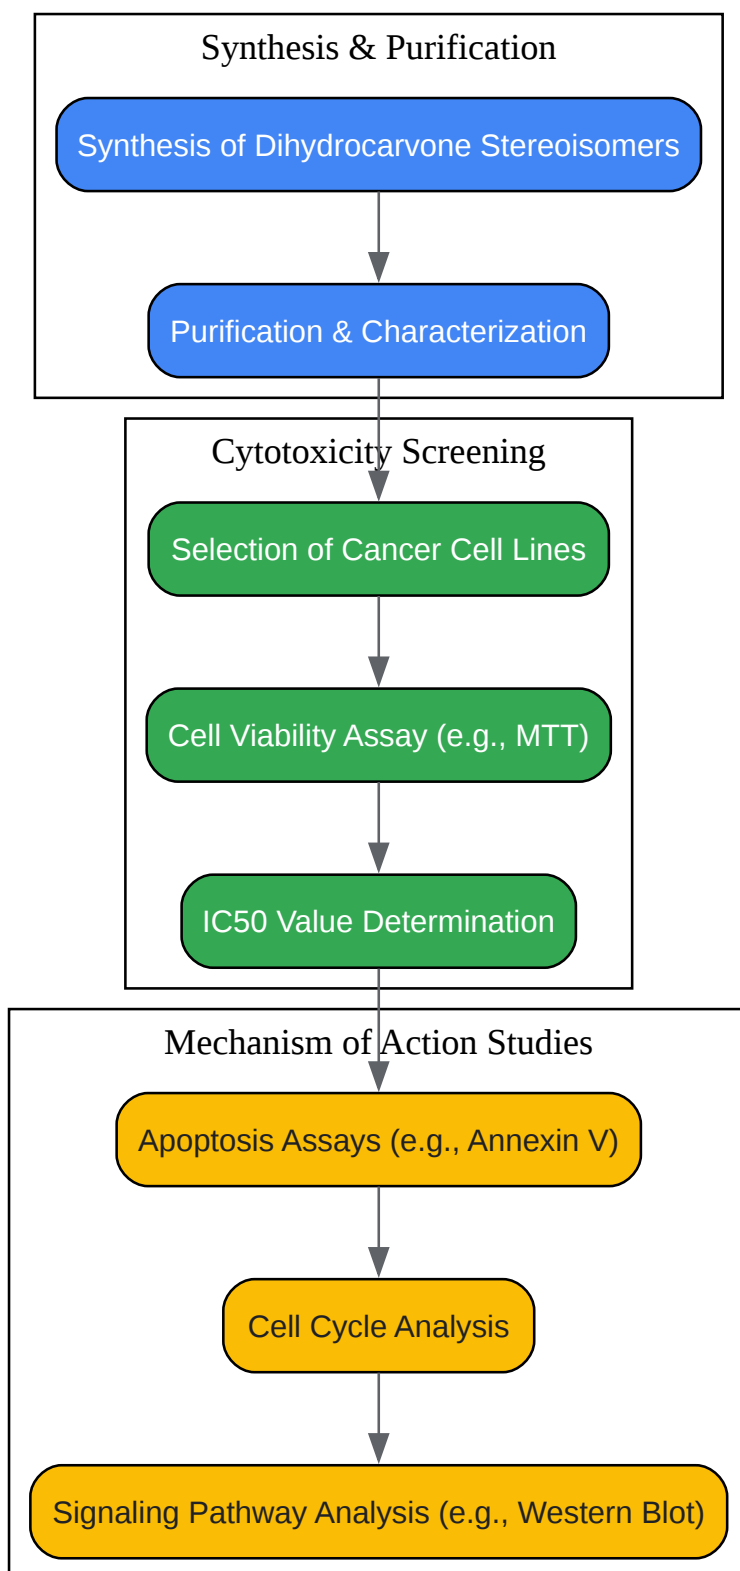 Synthesis & Purification
Synthesis of Dihydrocarvone Stereoisomers
Purification & Characterization
Cytotoxicity Screening
Selection of Cancer Cell Lines
Cell Viability Assay (e.g., MTT)
IC50 Value Determination
Mechanism of Action Studies
Apoptosis Assays (e.g., Annexin V)
Cell Cycle Analysis
Signaling Pathway Analysis (e.g., Western Blot)